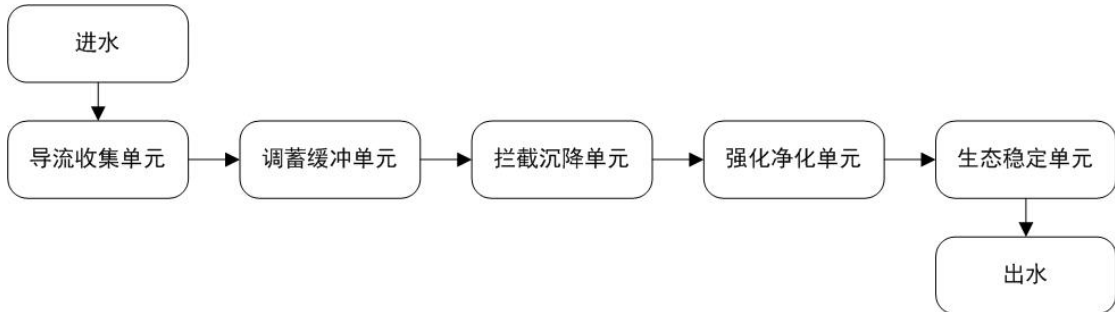 进水
导流收集单元
调蓄缓冲单元
拦截沉降单元
强化净化单元
生态稳定单元
出水